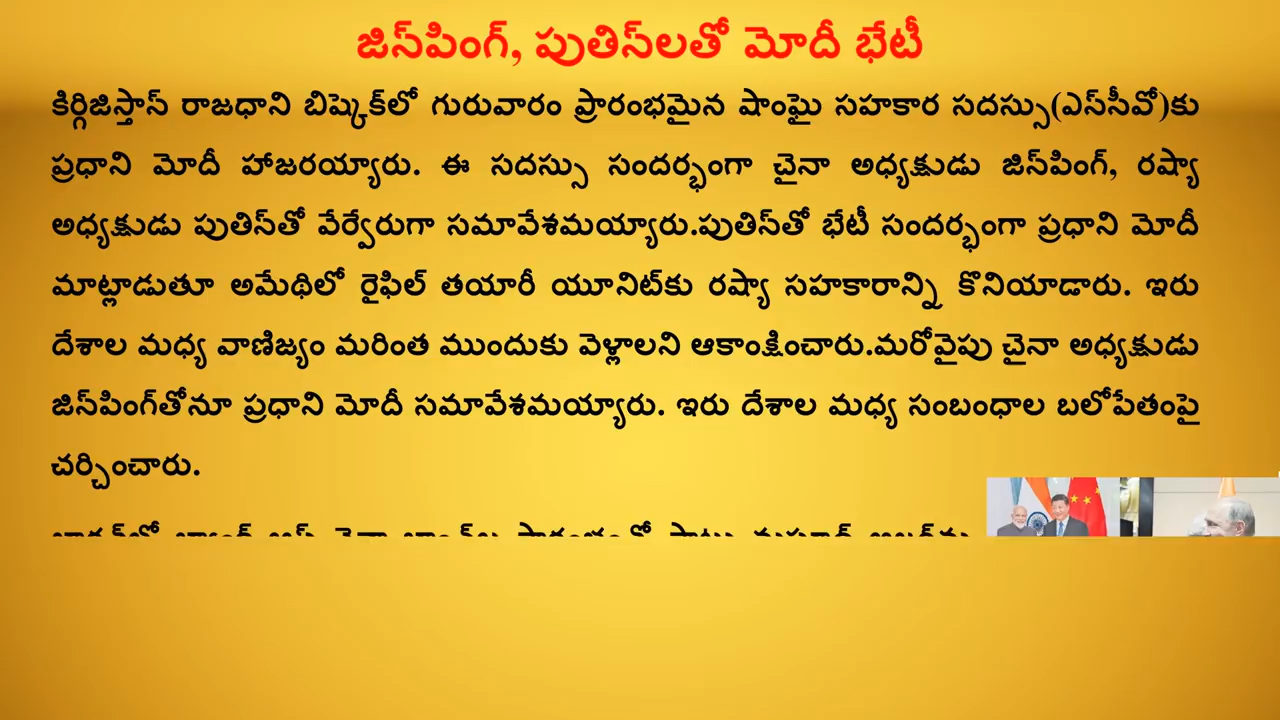 జిన్‌పింగ్, పుతిన్‌లతో మోదీ భేటీ
కిర్గిజిస్తాన్ రాజధాని బిష్కెక్‌లో గురువారం ప్రారంభమైన షాంఘై సహకార సదస్సు(ఎస్‌సీవో)కు
ప్రధాని మోదీ హాజరయ్యారు. ఈ సదస్సు సందర్భంగా చైనా అధ్యక్షుడు జిన్‌పింగ్, రష్యా
అధ్యక్షుడు పుతిన్‌తో వేర్వేరుగా సమావేశమయ్యారు.పుతిన్‌తో భేటీ సందర్భంగా ప్రధాని మోదీ
మాట్లాడుతూ అమేథిలో రైఫిల్ తయారీ యూనిట్‌కు రష్యా సహకారాన్ని కొనియాడారు. ఇరు
దేశాల మధ్య వాణిజ్యం మరింత ముందుకు వెళ్లాలని ఆకాంక్షించారు.మరోవైపు చైనా అధ్యక్షుడు
జిన్‌పింగ్‌తోనూ ప్రధాని మోదీ సమావేశమయ్యారు. ఇరు దేశాల మధ్య సంబంధాల బలోపేతంపై
చర్చించారు.